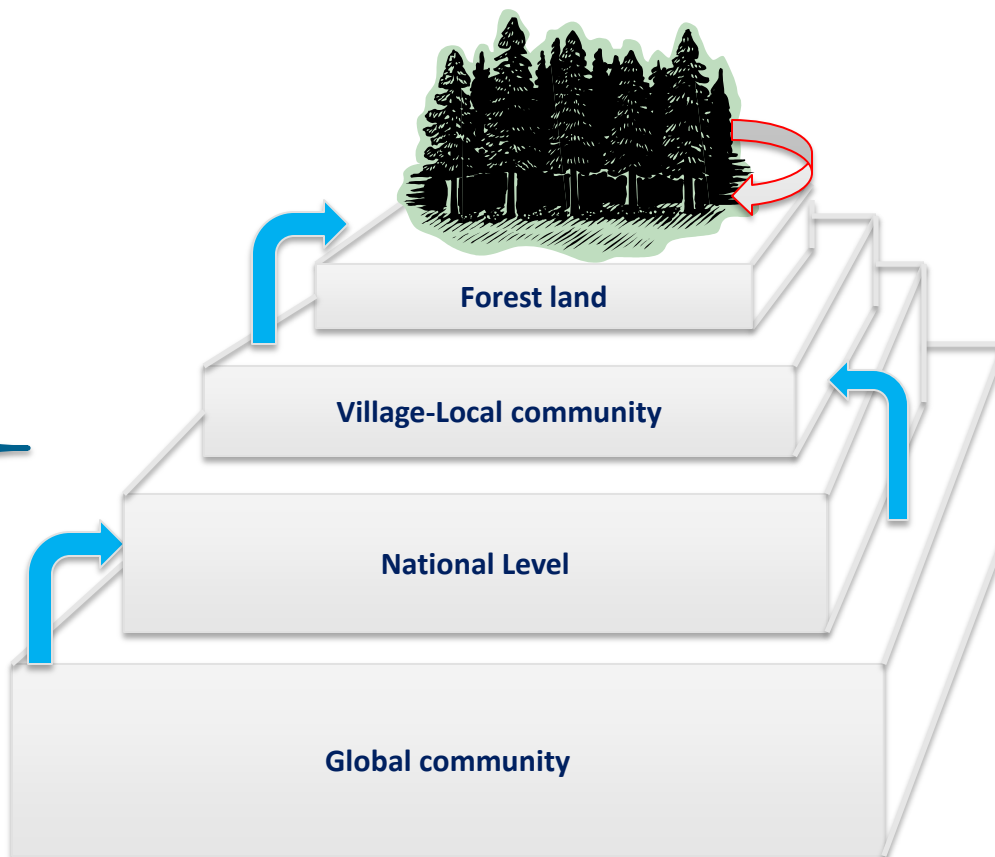 Forest land
Village-Local community
National Level
Global community